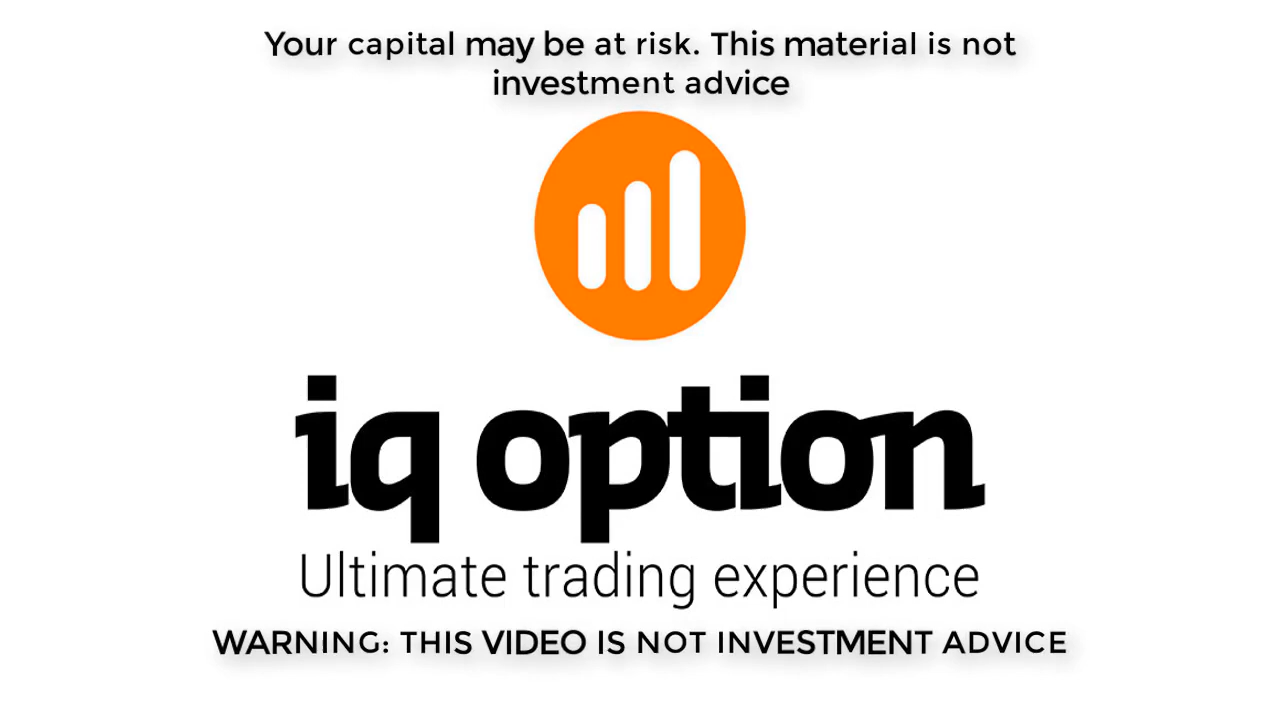 Your capital may be at risk. This material is not
investment advice
iq option
Ultimate trading experience
WARNING: THIS VIDEO IS NOT INVESTMENT ADVICE